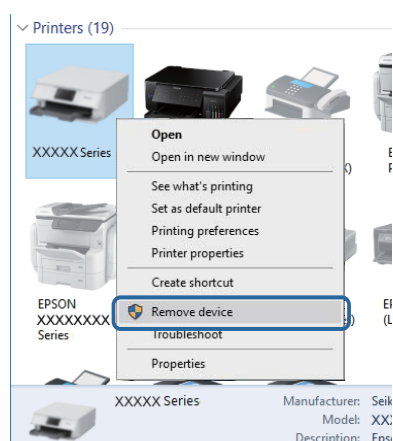 Printers (19)
XXXXX Series
Open
Open in new window
See what's printing
Set as default printer
Printing preferences
Printer properties
Create shortcut
Remove device
Troubleshoot
Properties
EPSON
XXXXXXXX
Series
XXXXX Series
Manufacturer:
Model:
Description: